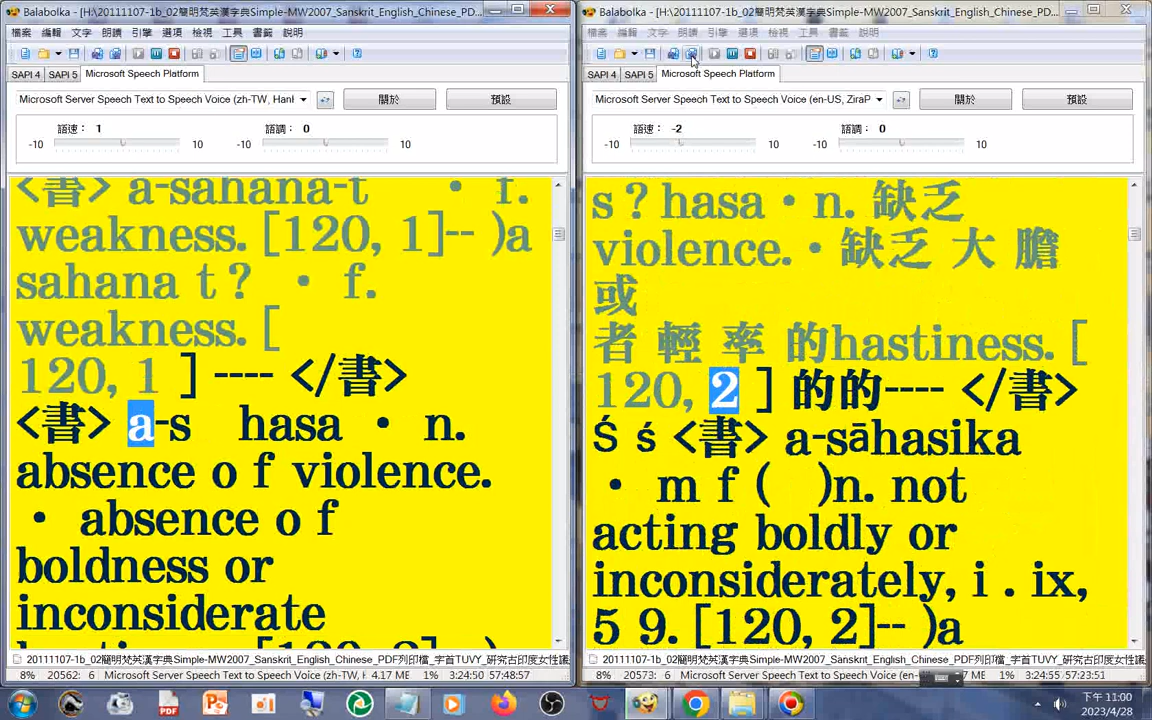 Balabolka - [H:\20111107-1b_02簡明梵英漢字典Simple-MW2007_Sanskrit_English_Chinese_PD...
檔案 編輯 文字 朗讀 引擎 選項 檢視 工具 書籤 說明
SAPI 4 SAPI 5 Microsoft Speech Platform
Microsoft Server Speech Text to Speech Voice (zh-TW, Hanl
關於 預設
語速： 1 語調： 0
-10 10 -10 10
<書> a-sahana-t • f.
weakness. [120, 1]-- )a
sahana t？ • f.
weakness. [
120, 1 ] ---- </書>
<書> a-s hasa • n.
absence o f violence.
• absence o f
boldness or
inconsiderate
20111107-1b_02簡明梵英漢字典Simple-MW2007_Sanskrit_English_Chinese_PDF列印檔_字首TUVY_研究古印度女性議
8% 20562: 6 Microsoft Server Speech Text to Speech Voice (zh-TW, H 4.17 ME 1% 3:24:50 57:48:57
Balabolka - [H:\20111107-1b_02簡明梵英漢字典Simple-MW2007_Sanskrit_English_Chinese_PDF...
檔案 編輯 文字 朗讀 引擎 選項 檢視 工具 書籤 說明
SAPI 4 SAPI 5 Microsoft Speech Platform
Microsoft Server Speech Text to Speech Voice (en-US, ZiraP
關於 預設
語速： -2 語調： 0
-10 10 -10 10
s？hasa • n. 缺乏
violence. • 缺乏 大 膽
或
者 輕 率 的hastiness. [
120, 2 ] 的的---- </書>
Ś ś <書> a-sāhasika
• m f ( )n. not
acting boldly or
inconsiderately, i . ix,
5 9. [120, 2]-- )a
20111107-1b_02簡明梵英漢字典Simple-MW2007_Sanskrit_English_Chinese_PDF列印檔_字首TUVY_研究古印度女性議
8% 20573: 6 Microsoft Server Speech Text to Speech Voice (en- 1% 3:24:55 57:23:51
下午 11:00
2023/4/28